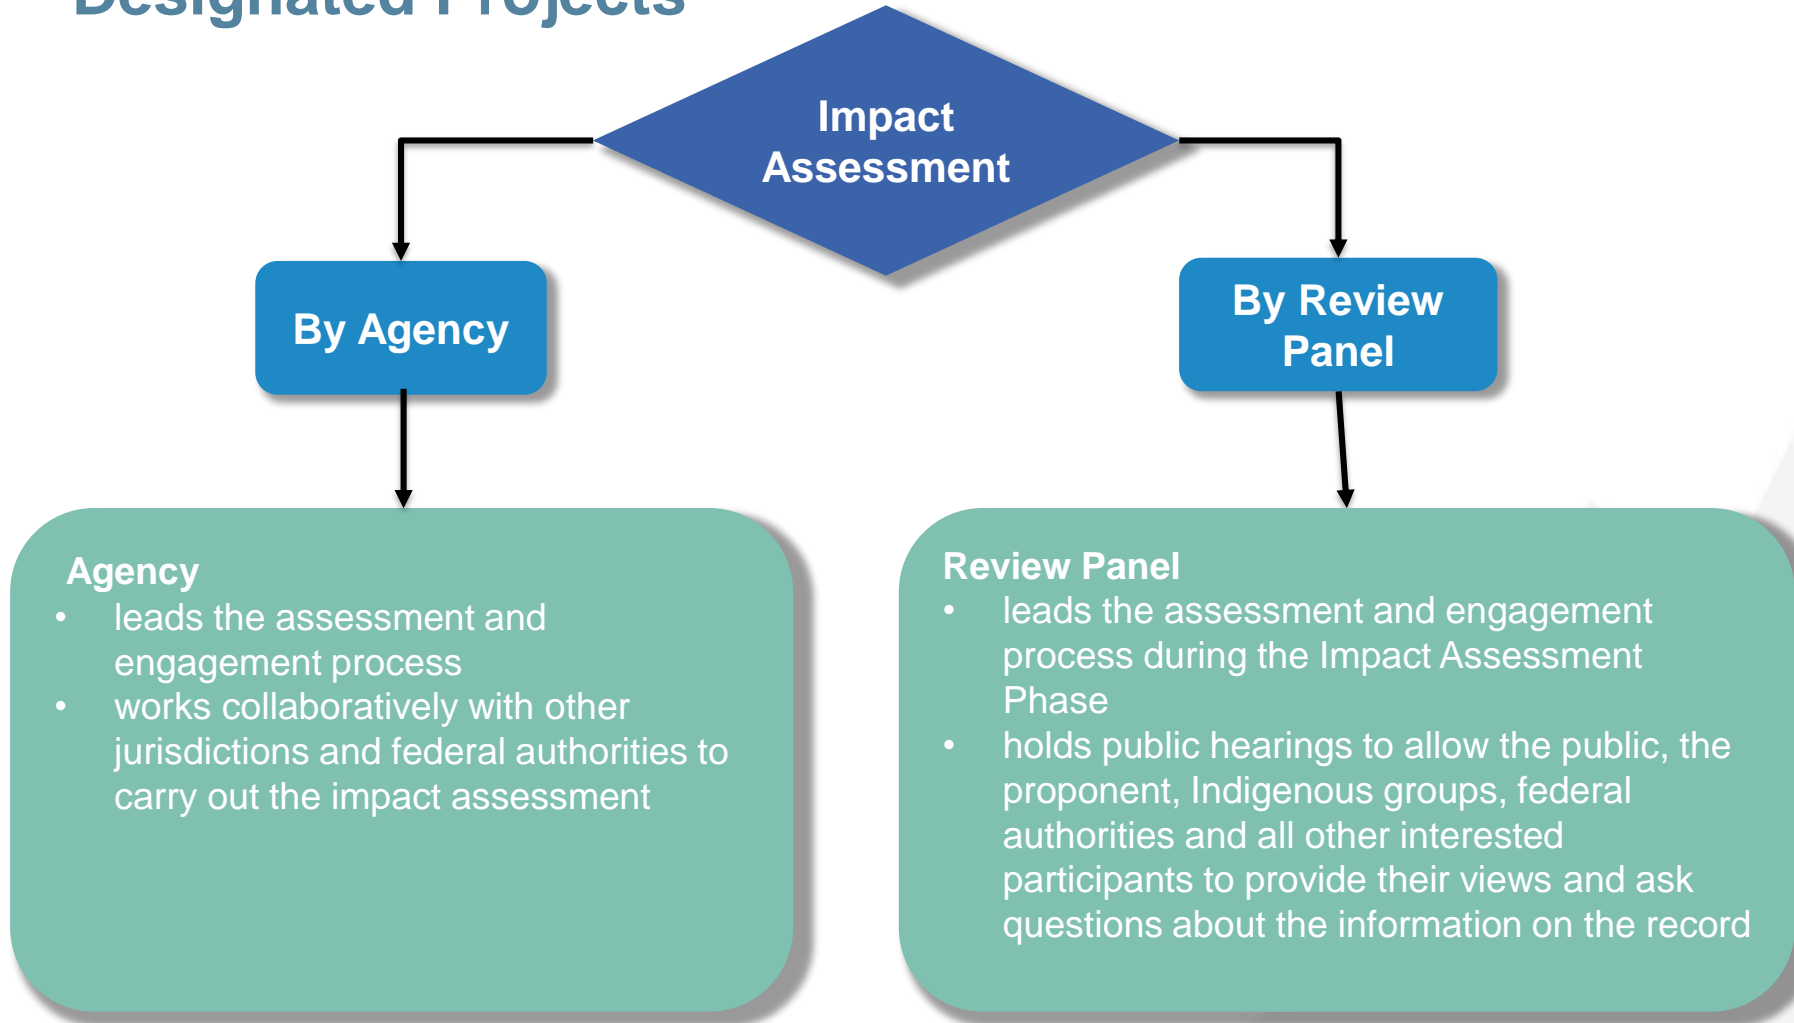 Designated Projects
Impact
Assessment
By Agency
By Review
Panel
Agency
• leads the assessment and
engagement process
• works collaboratively with other
jurisdictions and federal authorities to
carry out the impact assessment
Review Panel
• leads the assessment and engagement
process during the Impact Assessment
Phase
• holds public hearings to allow the public, the
proponent, Indigenous groups, federal
authorities and all other interested
participants to provide their views and ask
questions about the information on the record